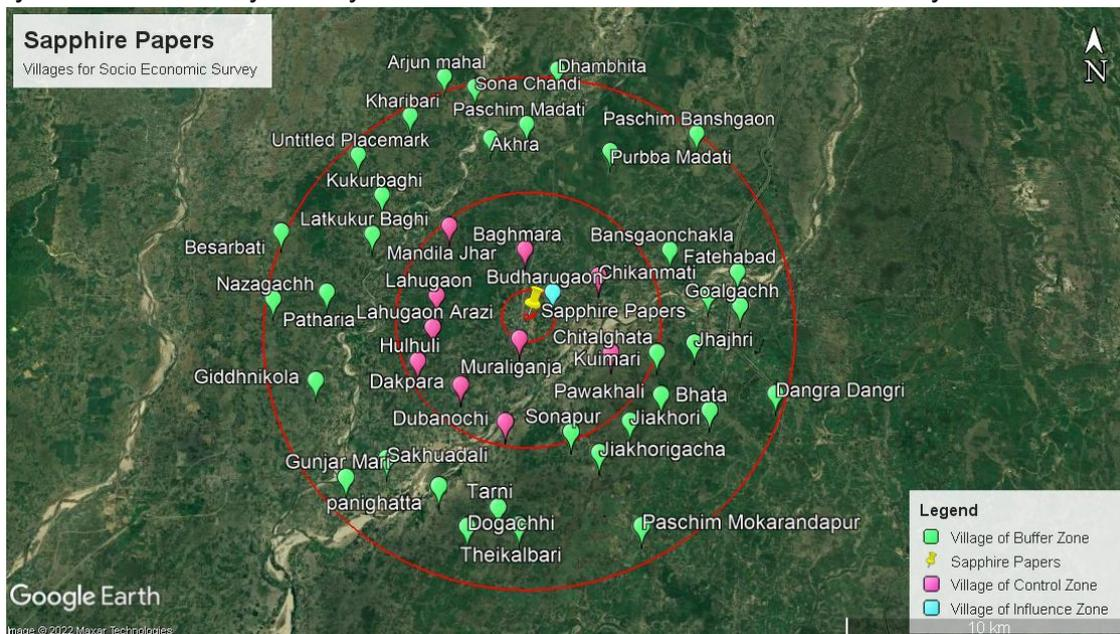 Sapphire Papers
Villages for Socio Economic Survey
N
Arjun mahal
Dhambhita
Sona Chandi
Kharibari
Paschim Madati
Paschim Banshgaon
Untitled Placemark
Akhra
Purbba Madati
Kukurbaghi
Latkukur Baghi
Besarbati
Mandila Jhar
Baghmara
Bansgaonchakla
Fatehabad
Nazagachh
Lahugaon
Budharugaon
Chikanmati
Goalgachh
Patharia
Lahugaon Arazi
Sapphire Papers
Hulhuli
Chitalghata
Jhajhri
Giddhnikola
Dakpara
Muraliganja
Kuimari
Pawakhali
Bhata
Dangra Dangri
Dubanochi
Sonapur
Jiakhori
Jiakhorigacha
Gunjar Mari
Sakhuadali
panighatta
Tarni
Dogachhi
Paschim Mokarandapur
Theikalbari
Legend
Village of Buffer Zone
Sapphire Papers
Village of Control Zone
Village of Influence Zone
10 km
Google Earth
Image © 2022 Maxar Technologies